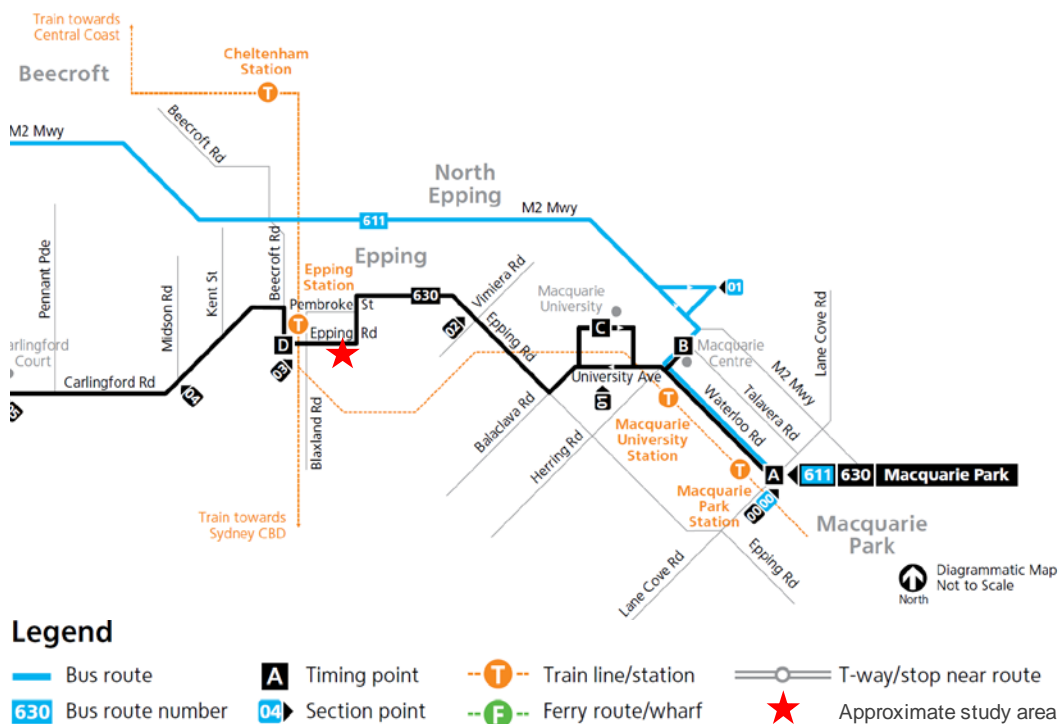 Train towards
Central Coast
Beecroft
Cheltenham
Station
T
M2 Mwy
Beecroft Rd
North
Epping
M2 Mwy
611
Pennant Pde
Kent St
Midson Rd
Beecroft Rd
Epping
Station
Epping
Vimiera Rd
01
Lane Cove Rd
Macquarie
University
Pembroke St
630
02
T
Epping Rd
Epping Rd
C
B
Macquarie
Centre
M2 Mwy
D
03
Court
Carlingford Rd
04
Blaxland Rd
University Ave
01
T
Waterloo Rd
Talavera Rd
Balaclava Rd
Herring Rd
Macquarie
University
Station
T
A
611 630 Macquarie Park
Macquarie
Park
Station
00
00
Train towards
Sydney CBD
Macquarie
Park
Lane Cove Rd
Epping Rd
North
Diagrammatic Map
Not to Scale
Legend
Bus route
A Timing point
T Train line/station
T-way/stop near route
630 Bus route number
04 Section point
F Ferry route/wharf
Approximate study area